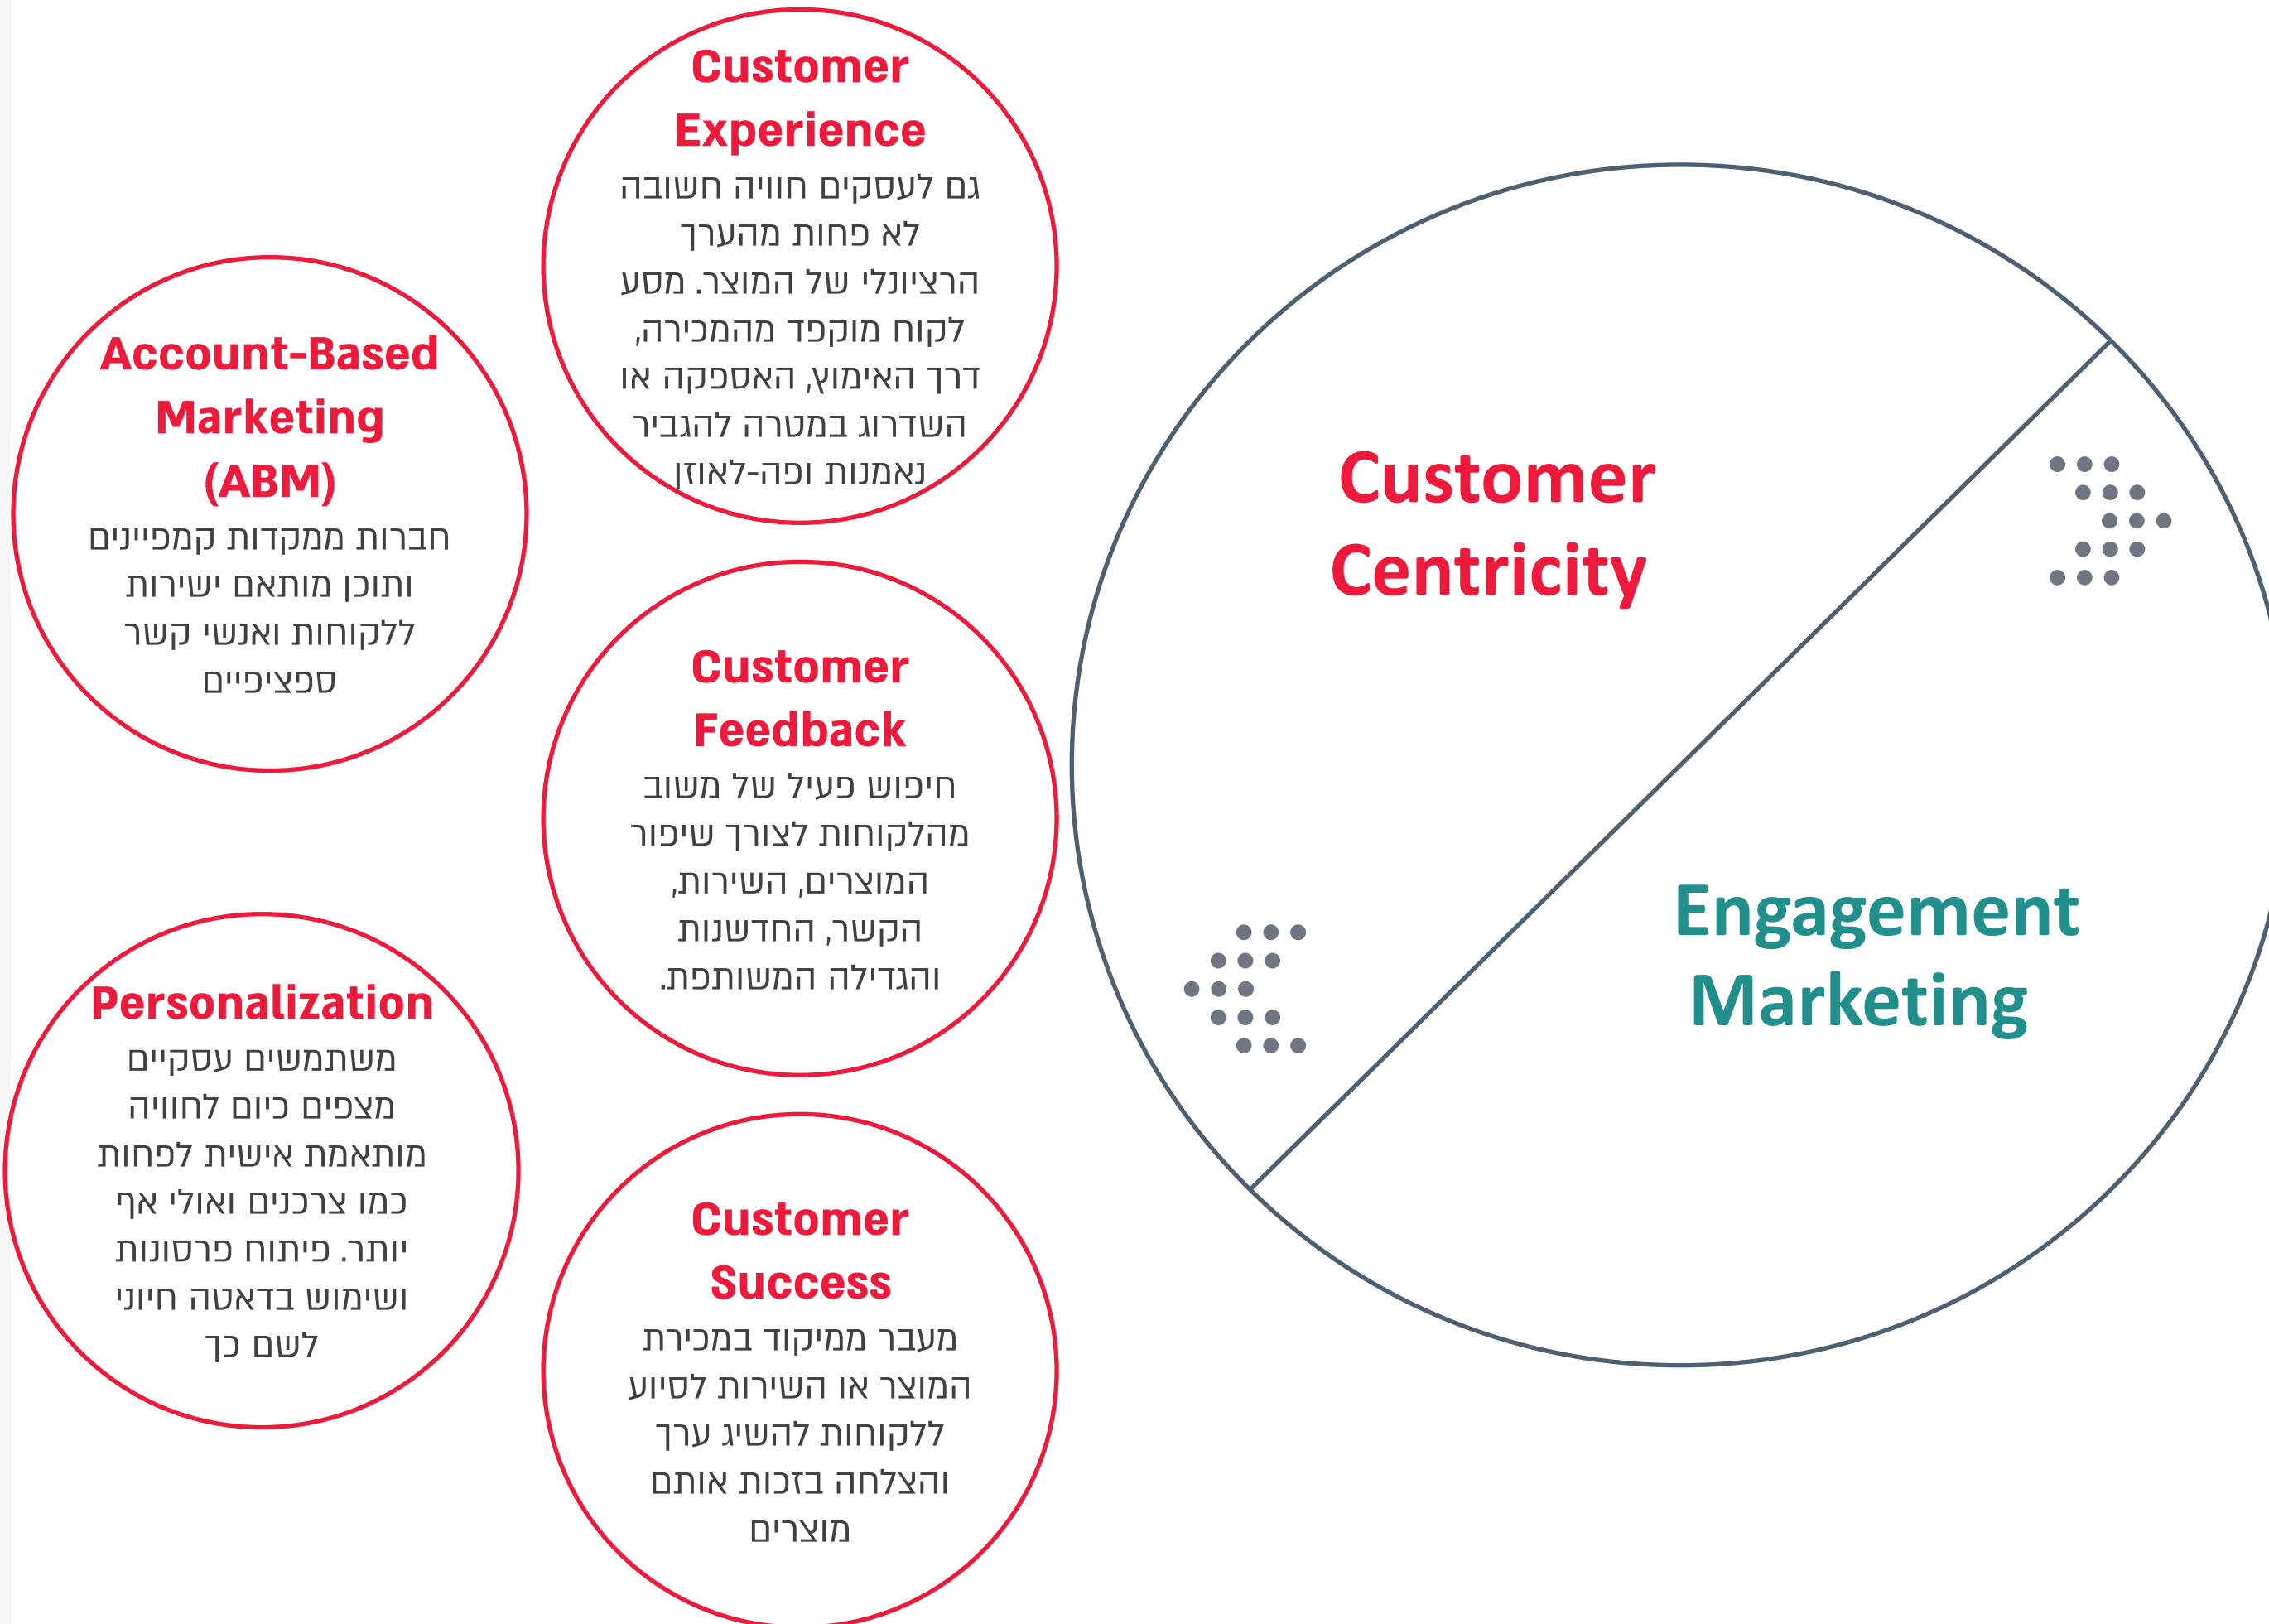 Customer
Experience
גם לעסקים חוויה חשובה
לא פחות מהערך
הרציונלי של המוצר. מסע
לקוח מוקפד מהמכירה,
דרך האימוץ, האספקה או
השדרוג במטרה להגביר
נאמנות ופה-לאוזן
Account-Based
Marketing
(ABM)
חברות ממקדות קמפיינים
ותוכן מותאם ישירות
ללקוחות ואנשי קשר
ספציפיים
Customer
Feedback
חיפוש פעיל של משוב
מהלקוחות לצורך שיפור
המוצרים, השירות,
הקשר, החדשנות
והגדילה המשותפת.
Personalization
משתמשים עסקיים
מצפים כיום לחוויה
מותאמת אישית לפחות
כמו צרכנים ואולי אף
יותר. פיתוח פרסונות
ושימוש בדאטה חיוני
לשם כך
Customer
Success
מעבר ממיקוד במכירת
המוצר או השירות לסיוע
ללקוחות להשיג ערך
והצלחה בזכות אותם
מוצרים
Customer
Centricity
Engagement
Marketing